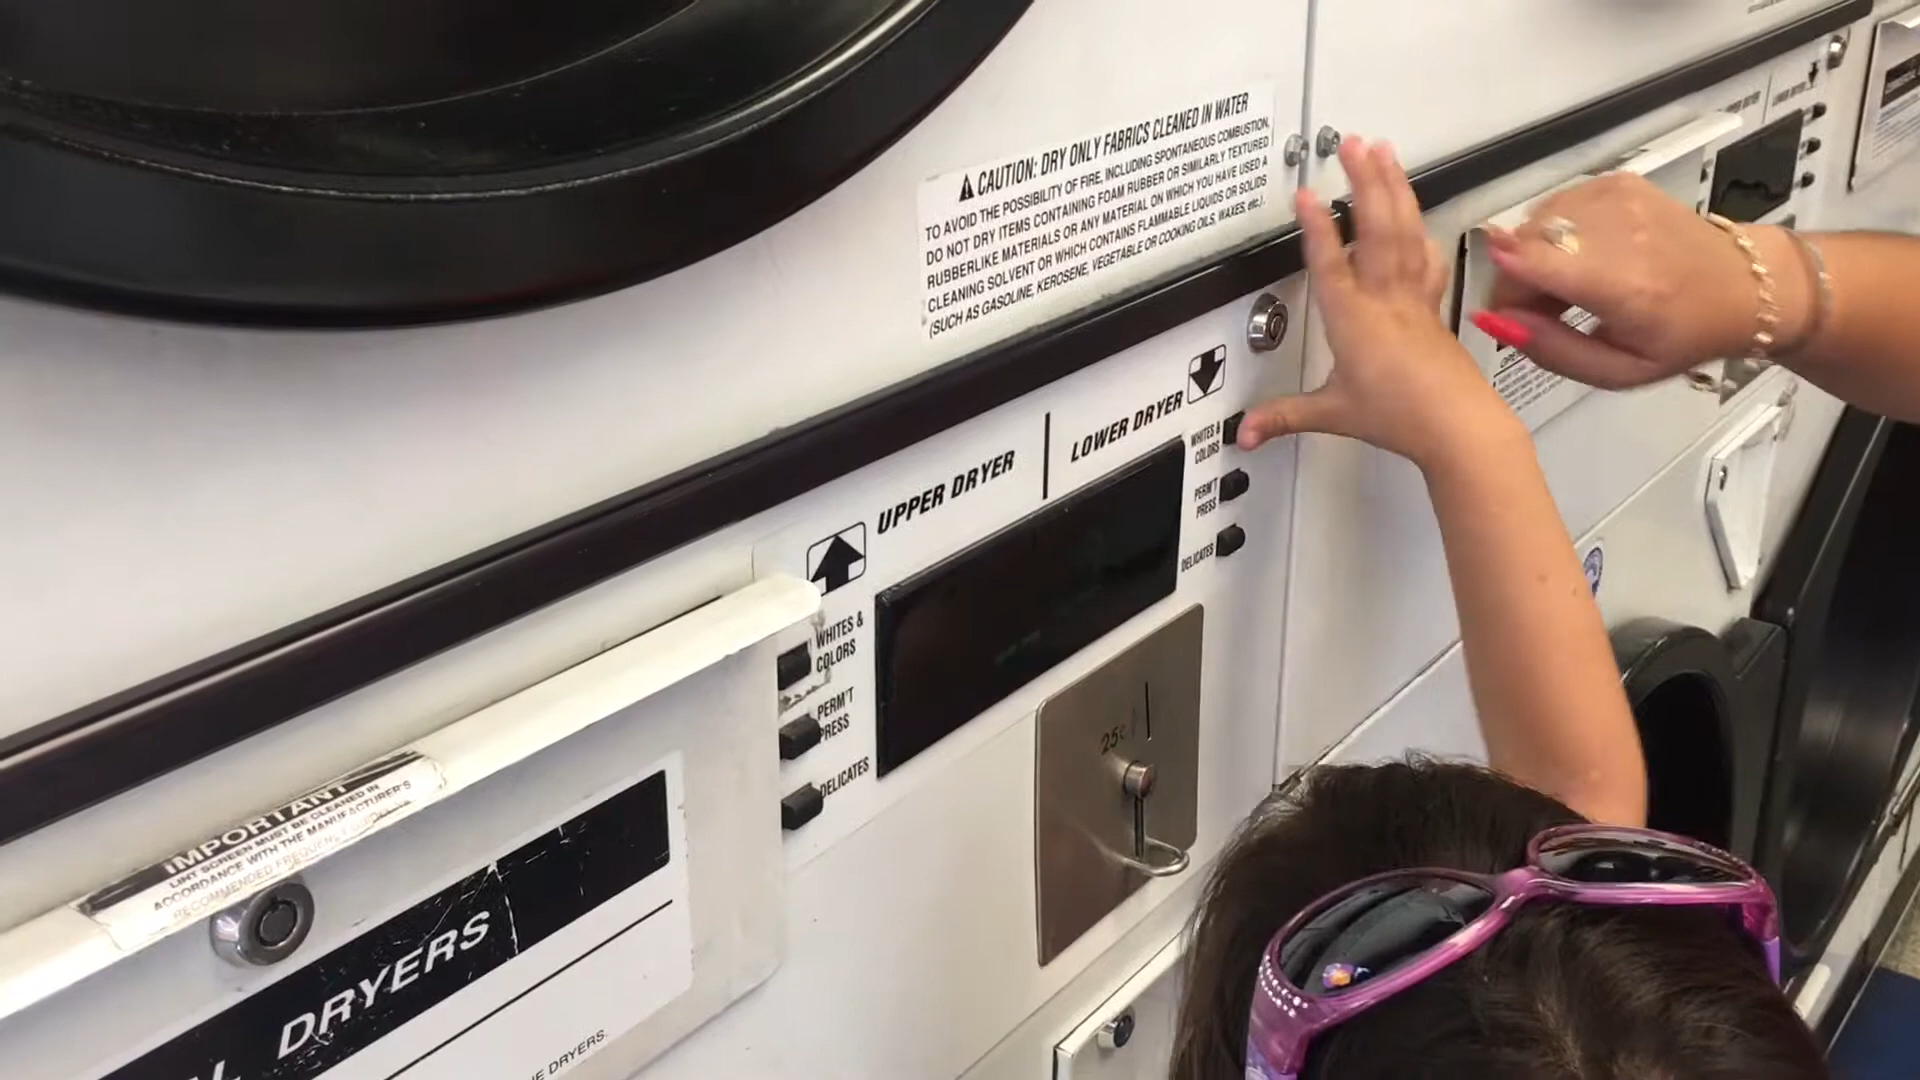 ⚠ CAUTION: DRY ONLY FABRICS CLEANED IN WATER
TO AVOID THE POSSIBILITY OF FIRE, INCLUDING SPONTANEOUS COMBUSTION,
DO NOT DRY ITEMS CONTAINING FOAM RUBBER OR SIMILARLY TEXTURED
RUBBERLIKE MATERIALS OR ANY MATERIAL ON WHICH YOU HAVE USED A
CLEANING SOLVENT OR WHICH CONTAINS FLAMMABLE LIQUIDS OR SOLIDS
(SUCH AS GASOLINE, KEROSENE, VEGETABLE OR COOKING OILS, WAXES, etc.).
UPPER DRYER
LOWER DRYER
WHITES &
COLORS
PERM'T
PRESS
DELICATES
WHITES &
COLORS
PERM'T
PRESS
DELICATES
25¢
IMPORTANT
LINT SCREEN MUST BE CLEANED IN
ACCORDANCE WITH THE MANUFACTURER'S
RECOMMENDED FREQUENCY
DRYERS
DRYERS.
LOWER DRYER